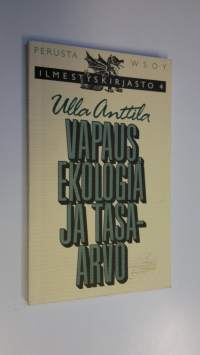 PERUSTA WSOY
ILMESTYSKIRJASTO 4
Ulla Anttila
VAPAUS,
EKOLOGIA
JA TASA-
ARVO